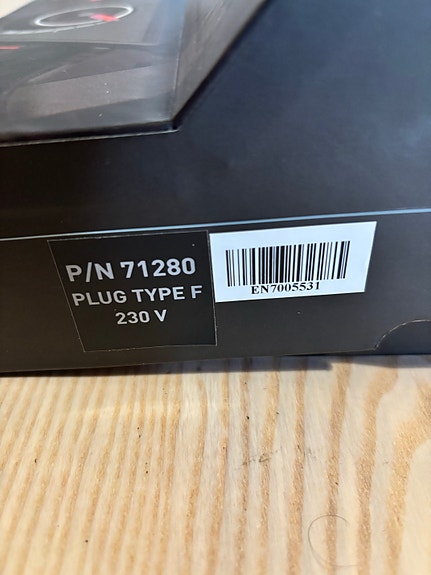 P/N 71280
PLUG TYPE F
230 V
EN7005531